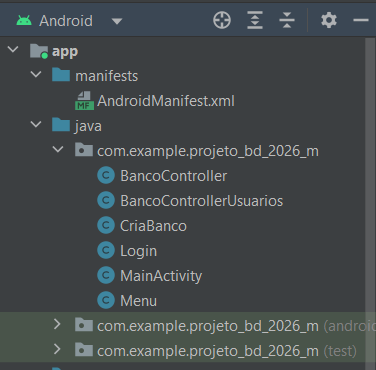 Android
app
manifests
MF AndroidManifest.xml
java
com.example.projeto_bd_2026_m
C BancoController
C BancoControllerUsuarios
C CriaBanco
C Login
C MainActivity
C Menu
com.example.projeto_bd_2026_m (androi
com.example.projeto_bd_2026_m (test)